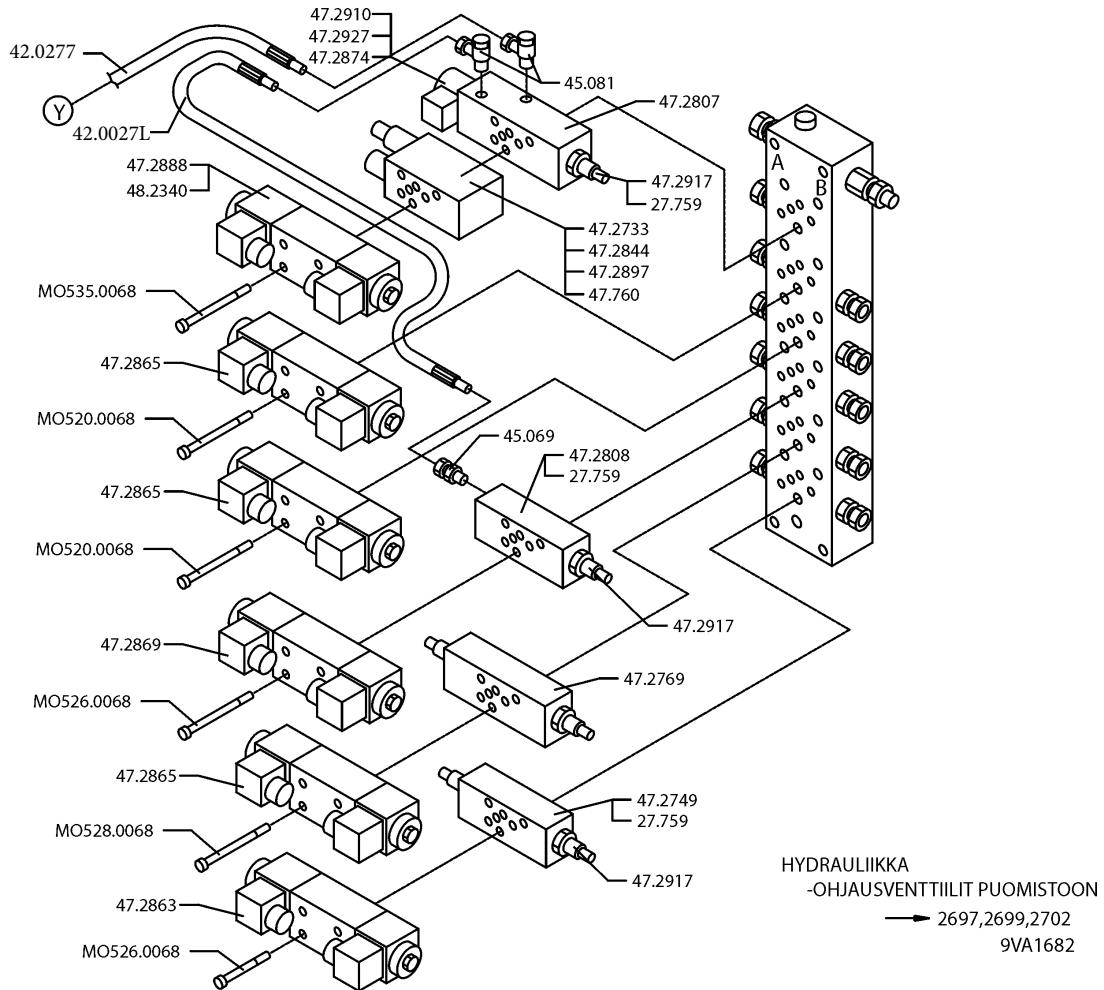 47.2910
47.2927
47.2874
42.0277
Y
45.081
47.2807
42.0027L
A
B
47.2888
48.2340
47.2917
27.759
47.2733
47.2844
47.2897
47.760
MO535.0068
47.2865
MO520.0068
45.069
47.2808
27.759
47.2865
MO520.0068
47.2917
47.2869
47.2769
MO526.0068
47.2865
47.2749
27.759
MO528.0068
47.2917
47.2863
MO526.0068
HYDRAULIIKKA
-OHJAUSVENTTIILIT PUOMISTOON
2697,2699,2702
9VA1682